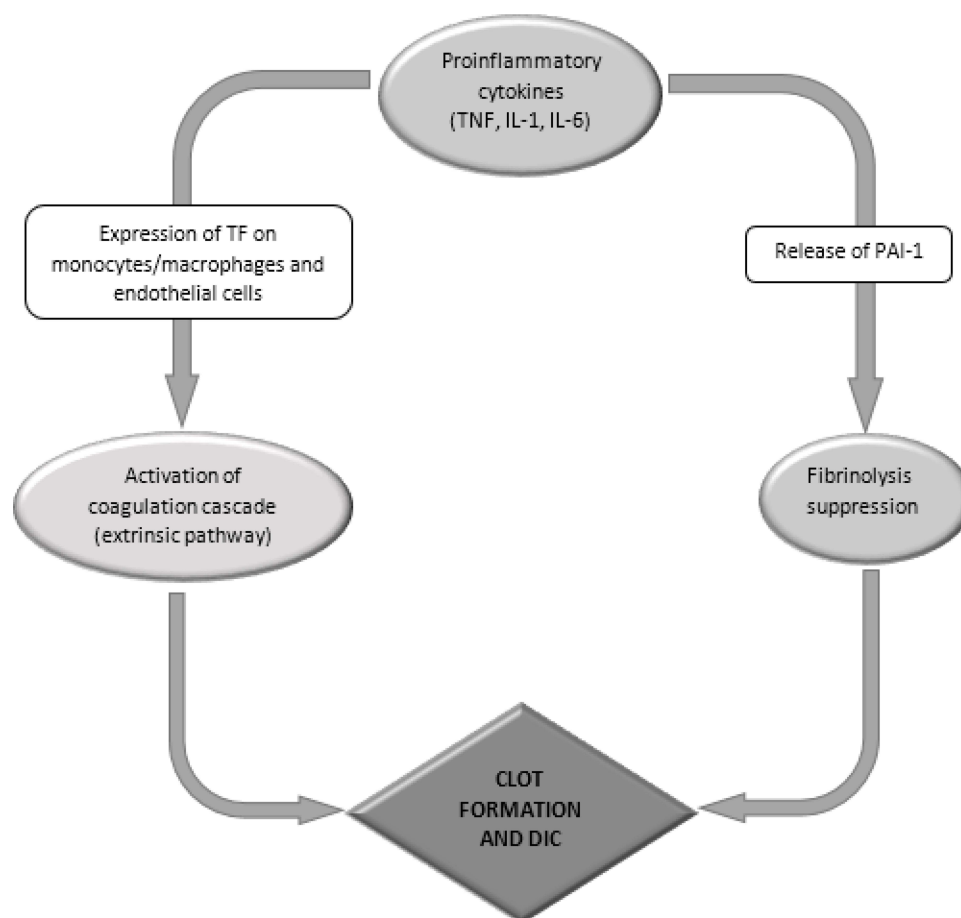 Proinflammatory
cytokines
(TNF, IL-1, IL-6)
Expression of TF on
monocytes/macrophages and
endothelial cells
Release of PAI-1
Activation of
coagulation cascade
(extrinsic pathway)
Fibrinolysis
suppression
CLOT
FORMATION
AND DIC